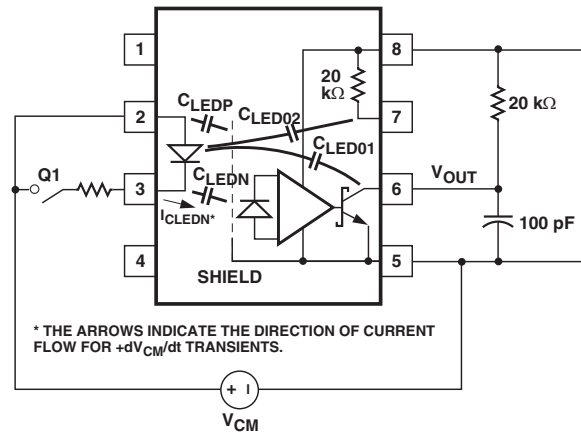 1
8
20
kΩ
CLEDP
CLED02
20 kΩ
2
7
CLED01
Q1
CLEDN
VOUT
3
6
ICLEDN*
100 pF
4
SHIELD
5
* THE ARROWS INDICATE THE DIRECTION OF CURRENT
FLOW FOR +dVCM/dt TRANSIENTS.
+ –
VCM